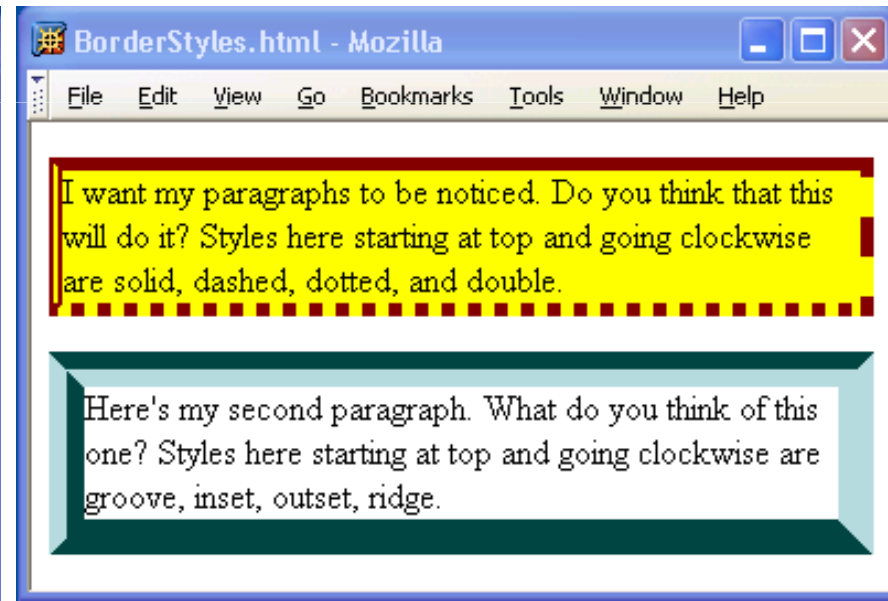 BorderStyles.html - Mozilla
File Edit View Go Bookmarks Tools Window Help
I want my paragraphs to be noticed. Do you think that this
will do it? Styles here starting at top and going clockwise
are solid, dashed, dotted, and double.
Here's my second paragraph. What do you think of this
one? Styles here starting at top and going clockwise are
groove, inset, outset, ridge.